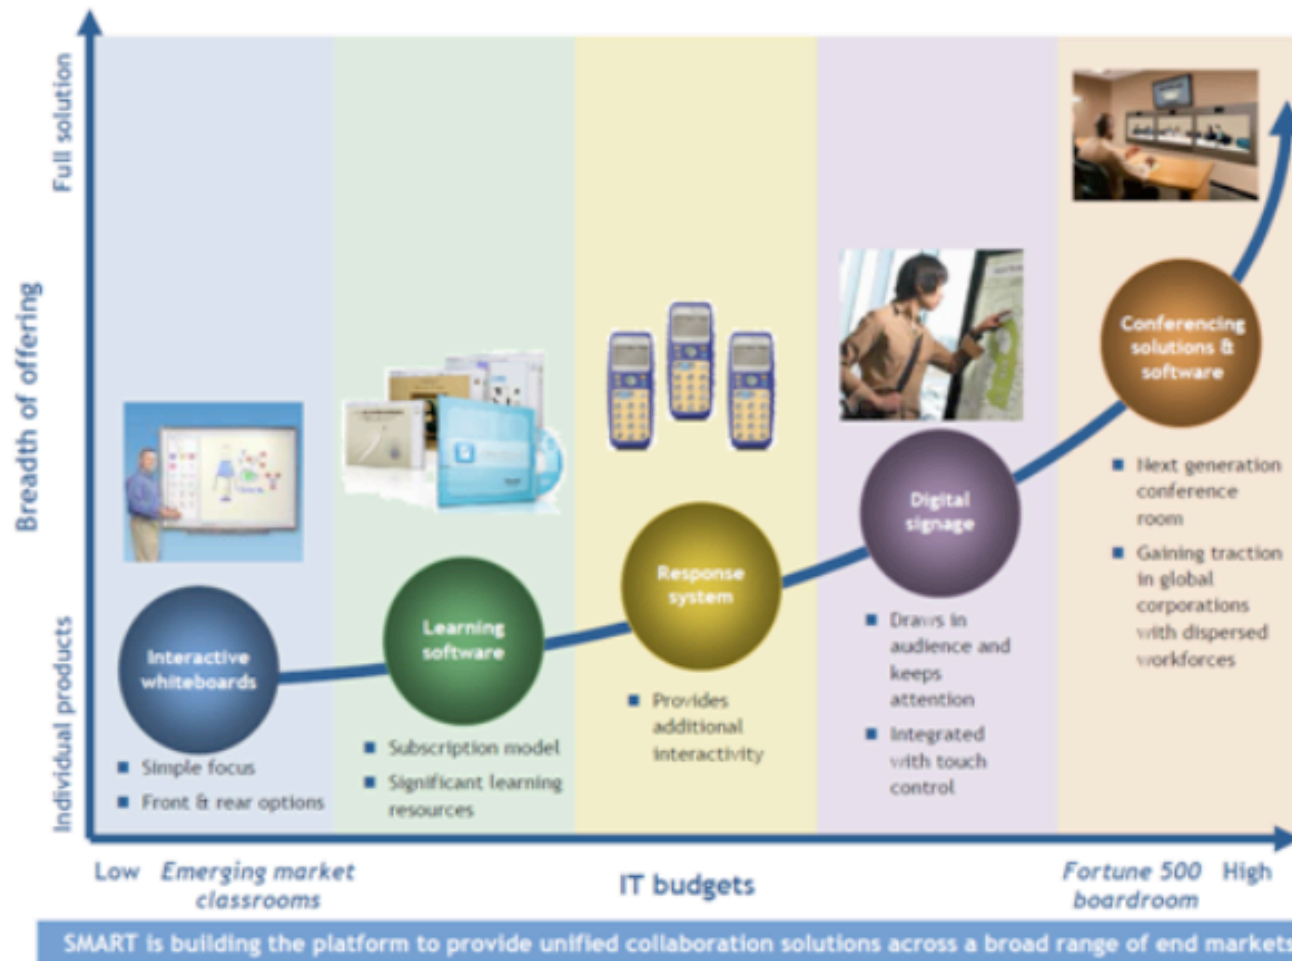 Full solution
Breadth of offering
Individual products
Interactive
whiteboards
■ Simple focus
■ Front & rear options
Learning
software
■ Subscription model
■ Significant learning
resources
Response
system
■ Provides
additional
interactivity
Digital
signage
■ Draws in
audience and
keeps
attention
■ Integrated
with touch
control
Conferencing
solutions &
software
■ Next generation
conference
room
■ Gaining traction
in global
corporations
with dispersed
workforces
Low
Emerging market
classrooms
IT budgets
Fortune 500
boardroom
High
SMART is building the platform to provide unified collaboration solutions across a broad range of end markets